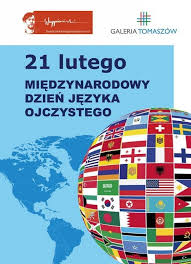 GALERIA TOMASZÓW
21 lutego
MIĘDZYNARODOWY
DZIEŃ JĘZYKA
OJCZYSTEGO